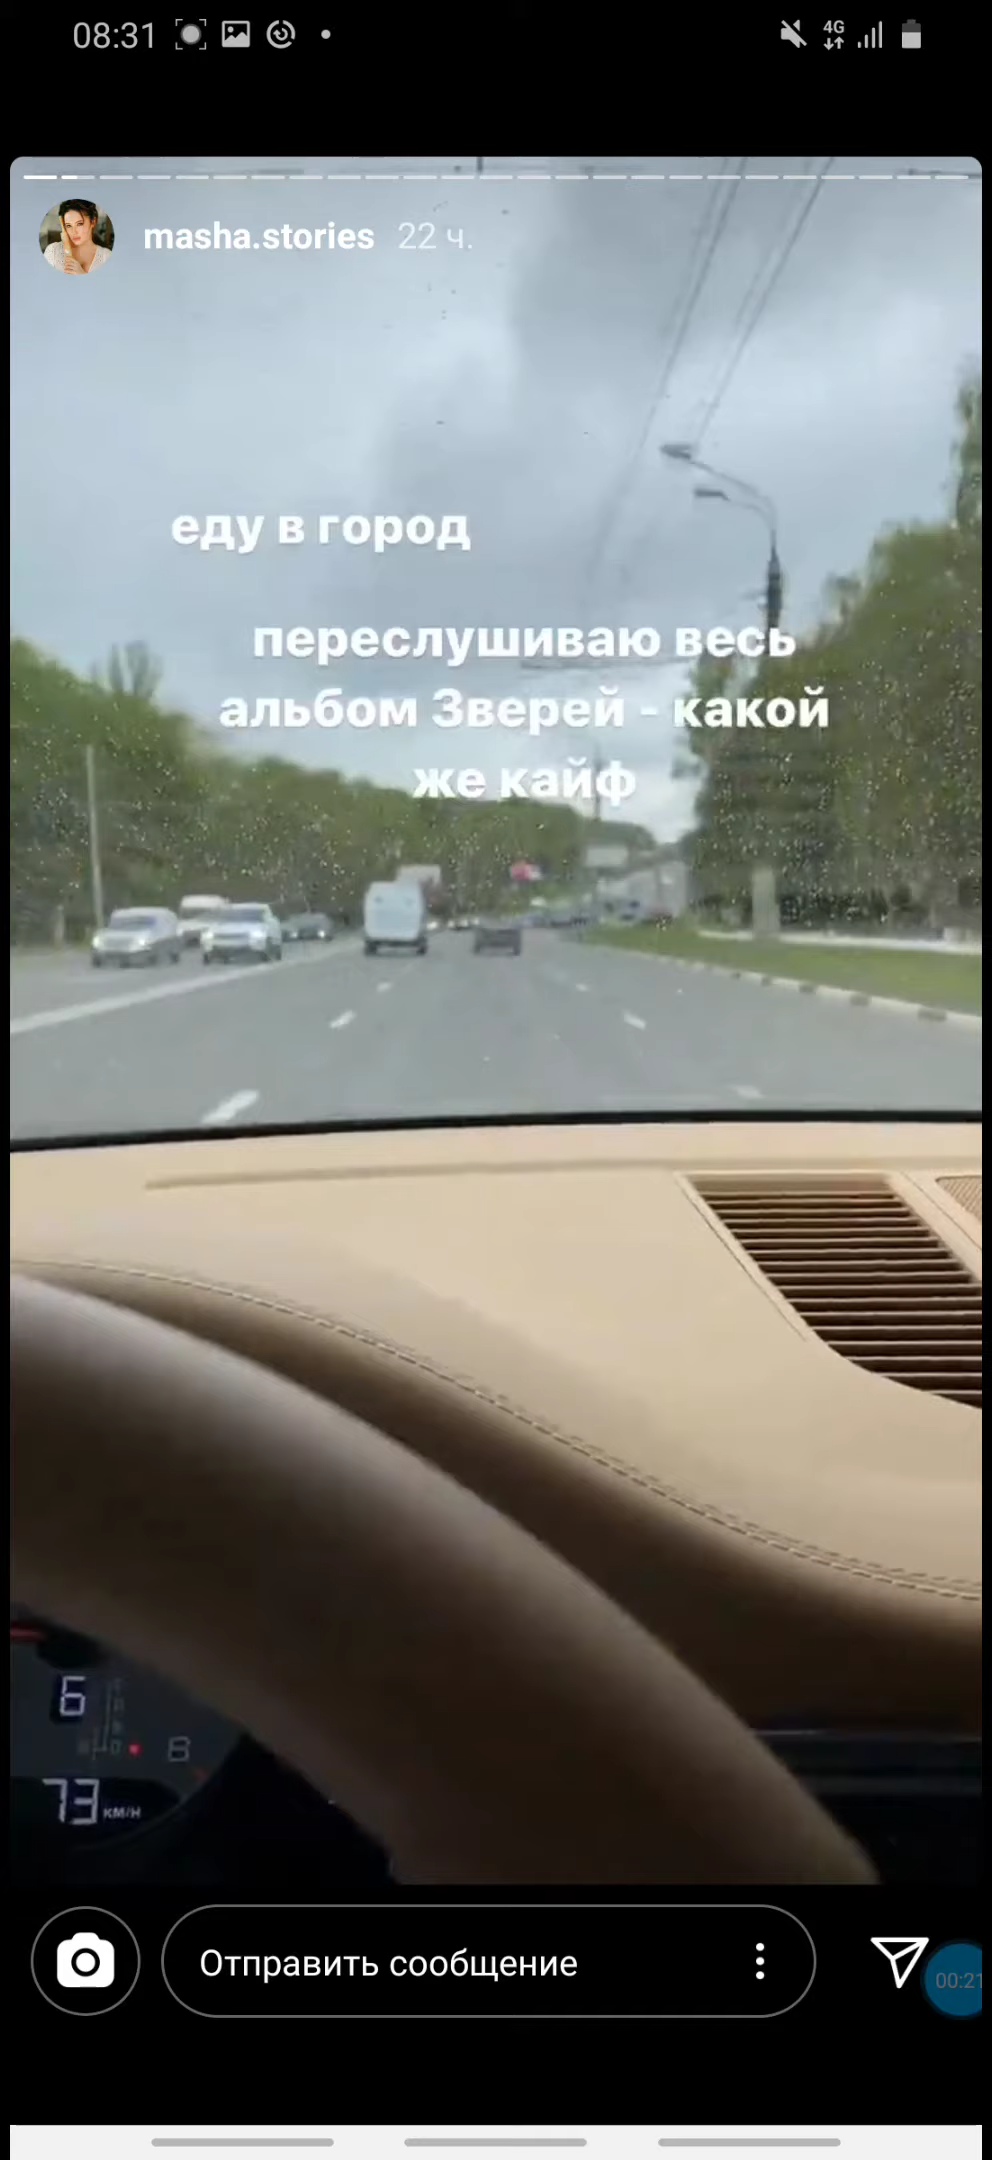 08:31
4G
masha.stories 22 ч.
еду в город
переслушиваю весь
альбом Зверей - какой
же кайф
6
8
73 KM/H
Отправить сообщение
00:21